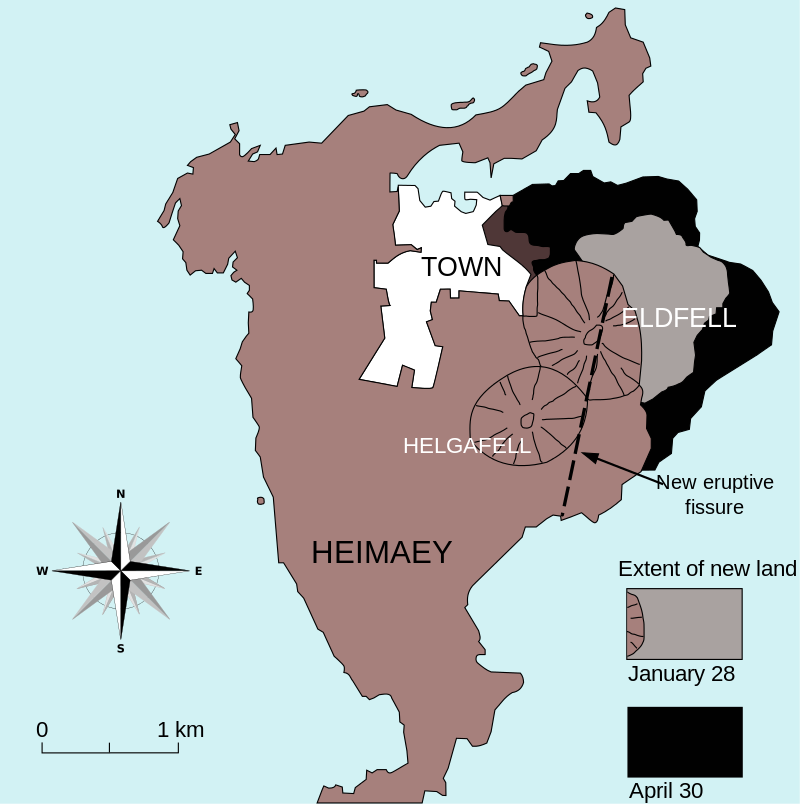 TOWN
ELDFELL
HELGAFELL
New eruptive
fissure
N
W
E
S
HEIMAEY
Extent of new land
January 28
0
1 km
April 30